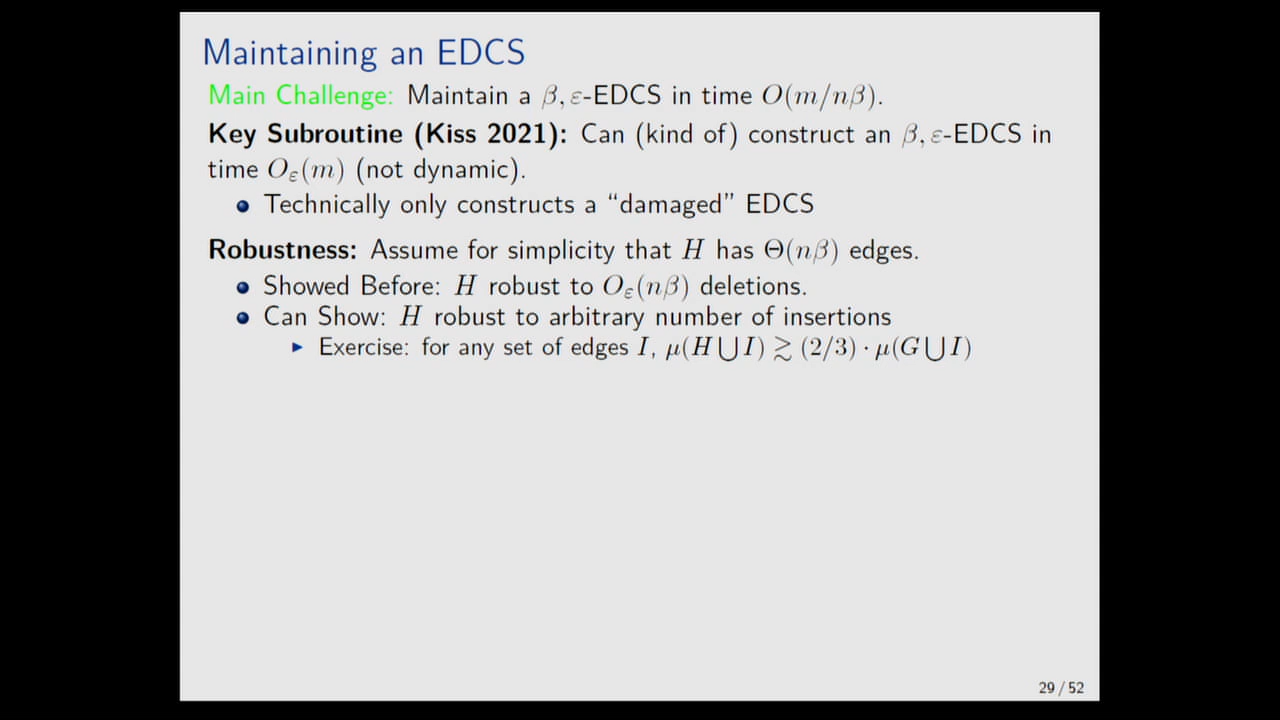 Maintaining an EDCS
Main Challenge: Maintain a β, ε-EDCS in time O(m/nβ).
Key Subroutine (Kiss 2021): Can (kind of) construct an β, ε-EDCS in
time Oε(m) (not dynamic).
Technically only constructs a “damaged” EDCS
Robustness: Assume for simplicity that H has Θ(nβ) edges.
Showed Before: H robust to Oε(nβ) deletions.
Can Show: H robust to arbitrary number of insertions
Exercise: for any set of edges I, μ(H ⋃ I) ≳ (2/3) · μ(G ⋃ I)
29 / 52